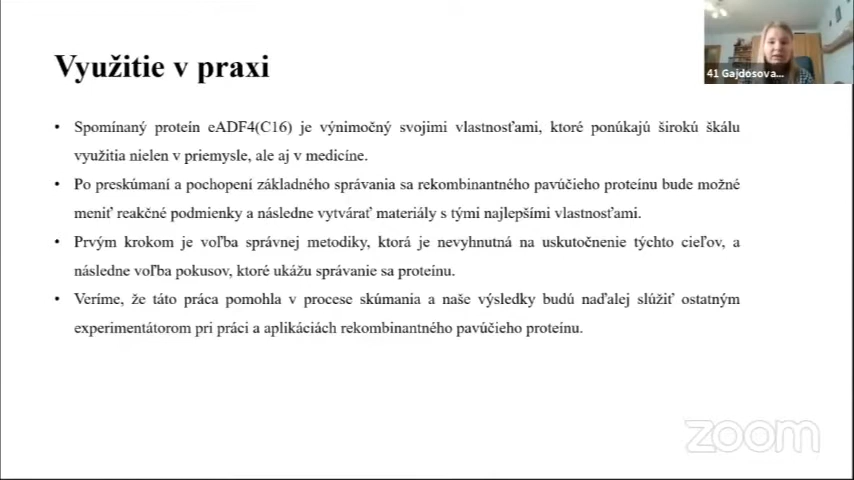 Využitie v praxi
41 Gajdosova...
• Spomínaný proteín eADF4(C16) je výnimočný svojimi vlastnosťami, ktoré ponúkajú širokú škálu
využitia nielen v priemysle, ale aj v medicíne.
• Po preskúmaní a pochopení základného správania sa rekombinantného pavúčieho proteínu bude možné
meniť reakčné podmienky a následne vytvárať materiály s tými najlepšími vlastnosťami.
• Prvým krokom je voľba správnej metodiky, ktorá je nevyhnutná na uskutočnenie týchto cieľov, a
následne voľba pokusov, ktoré ukážu správanie sa proteínu.
• Veríme, že táto práca pomohla v procese skúmania a naše výsledky budú naďalej slúžiť ostatným
experimentátorom pri práci a aplikáciách rekombinantného pavúčieho proteínu.
zoom